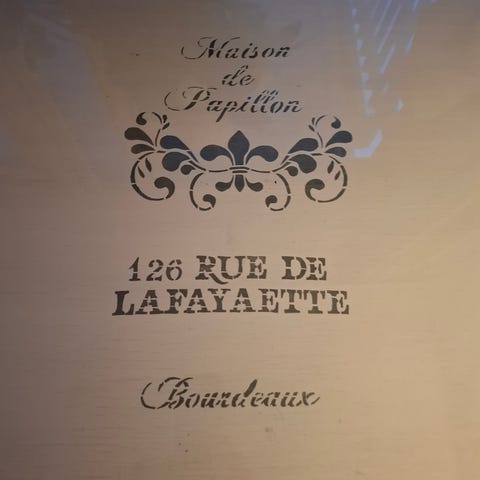 Maison
de
Papillon
126 RUE DE
LAFAYAETTE
Bourdeaux